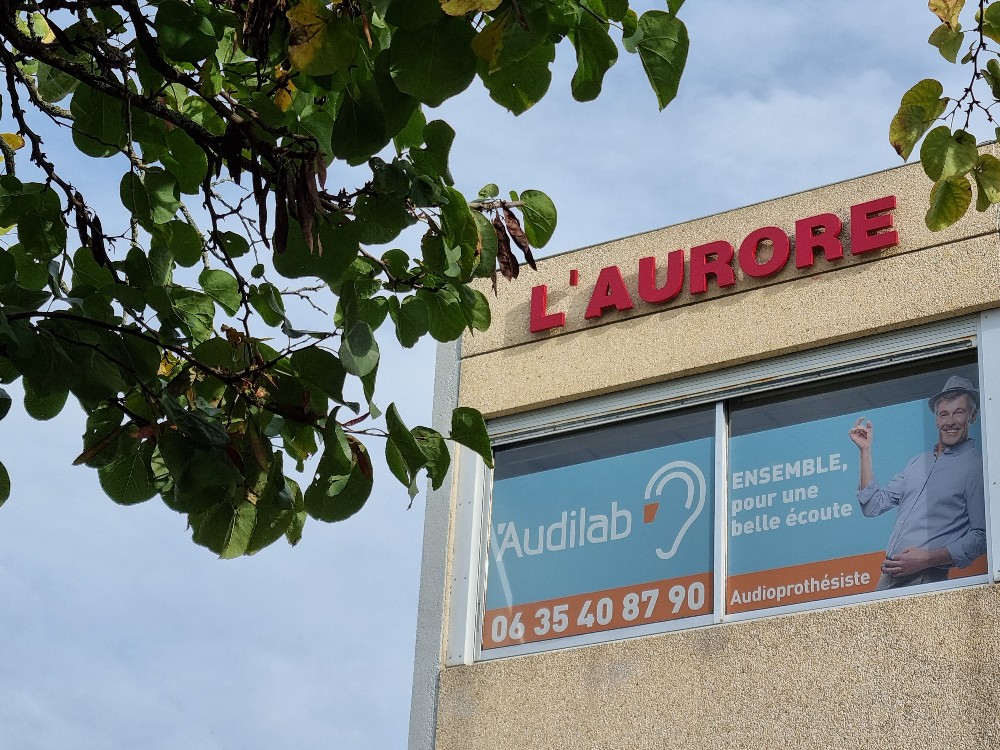 L'AURORE
Audilab
06 35 40 87 90
ENSEMBLE,
pour une
belle écoute
Audioprothésiste